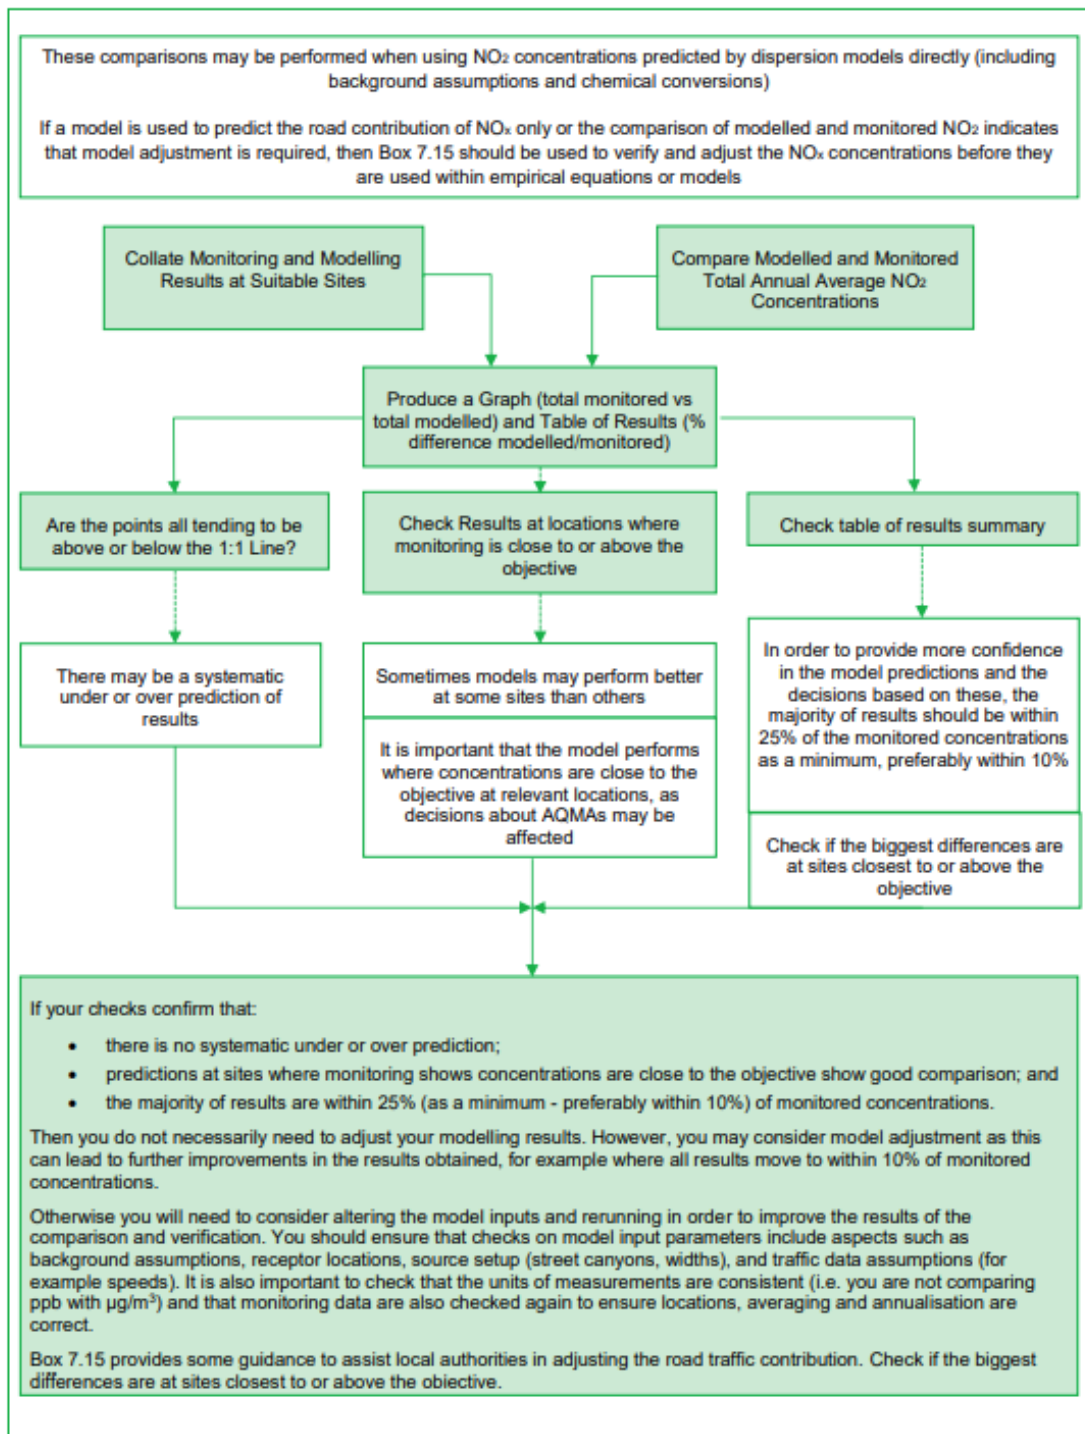 These comparisons may be performed when using NO₂ concentrations predicted by dispersion models directly (including
background assumptions and chemical conversions)
If a model is used to predict the road contribution of NOₓ only or the comparison of modelled and monitored NO₂ indicates
that model adjustment is required, then Box 7.15 should be used to verify and adjust the NOₓ concentrations before they
are used within empirical equations or models
Collate Monitoring and Modelling
Results at Suitable Sites
Compare Modelled and Monitored
Total Annual Average NO₂
Concentrations
Produce a Graph (total monitored vs
total modelled) and Table of Results (%
difference modelled/monitored)
Are the points all tending to be
above or below the 1:1 Line?
Check Results at locations where
monitoring is close to or above the
objective
Check table of results summary
There may be a systematic
under or over prediction of
results
Sometimes models may perform better
at some sites than others
It is important that the model performs
where concentrations are close to the
objective at relevant locations, as
decisions about AQMAs may be
affected
In order to provide more confidence
in the model predictions and the
decisions based on these, the
majority of results should be within
25% of the monitored concentrations
as a minimum, preferably within 10%
Check if the biggest differences are
at sites closest to or above the
objective
If your checks confirm that:
• there is no systematic under or over prediction;
• predictions at sites where monitoring shows concentrations are close to the objective show good comparison; and
• the majority of results are within 25% (as a minimum - preferably within 10%) of monitored concentrations.
Then you do not necessarily need to adjust your modelling results. However, you may consider model adjustment as this
can lead to further improvements in the results obtained, for example where all results move to within 10% of monitored
concentrations.
Otherwise you will need to consider altering the model inputs and rerunning in order to improve the results of the
comparison and verification. You should ensure that checks on model input parameters include aspects such as
background assumptions, receptor locations, source setup (street canyons, widths), and traffic data assumptions (for
example speeds). It is also important to check that the units of measurements are consistent (i.e. you are not comparing
ppb with µg/m³) and that monitoring data are also checked again to ensure locations, averaging and annualisation are
correct.
Box 7.15 provides some guidance to assist local authorities in adjusting the road traffic contribution. Check if the biggest
differences are at sites closest to or above the objective.